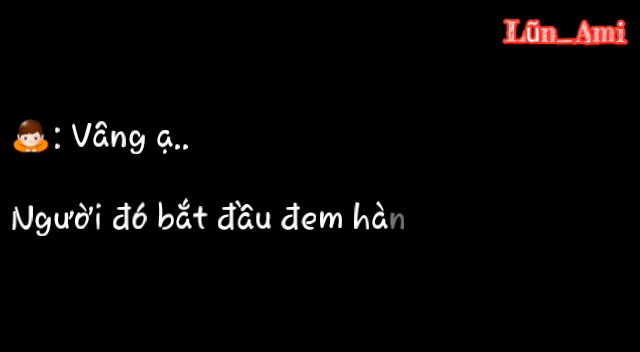 Lũn_Ami
🙇: Vâng ạ..
Người đó bắt đầu đem hàn